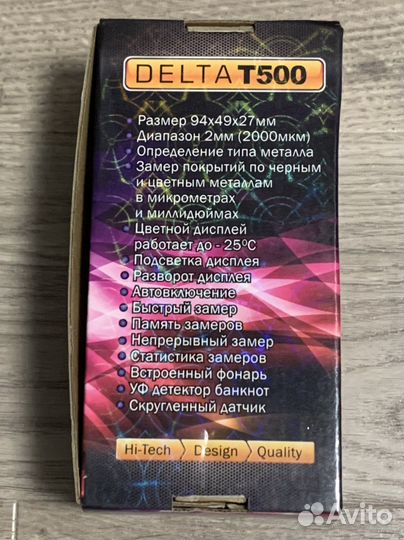 DELTA T500
• Размер 94х49х27мм
• Диапазон 2мм (2000мкм)
• Определение типа металла
• Замер покрытий по черным
и цветным металлам
в микрометрах
и миллидюймах
• Цветной дисплей
работает до - 25ºС
• Подсветка дисплея
• Разворот дисплея
• Автовключение
• Быстрый замер
• Память замеров
• Непрерывный замер
• Статистика замеров
• Встроенный фонарь
• УФ детектор банкнот
• Скругленный датчик
Hi-Tech Design Quality
Avito